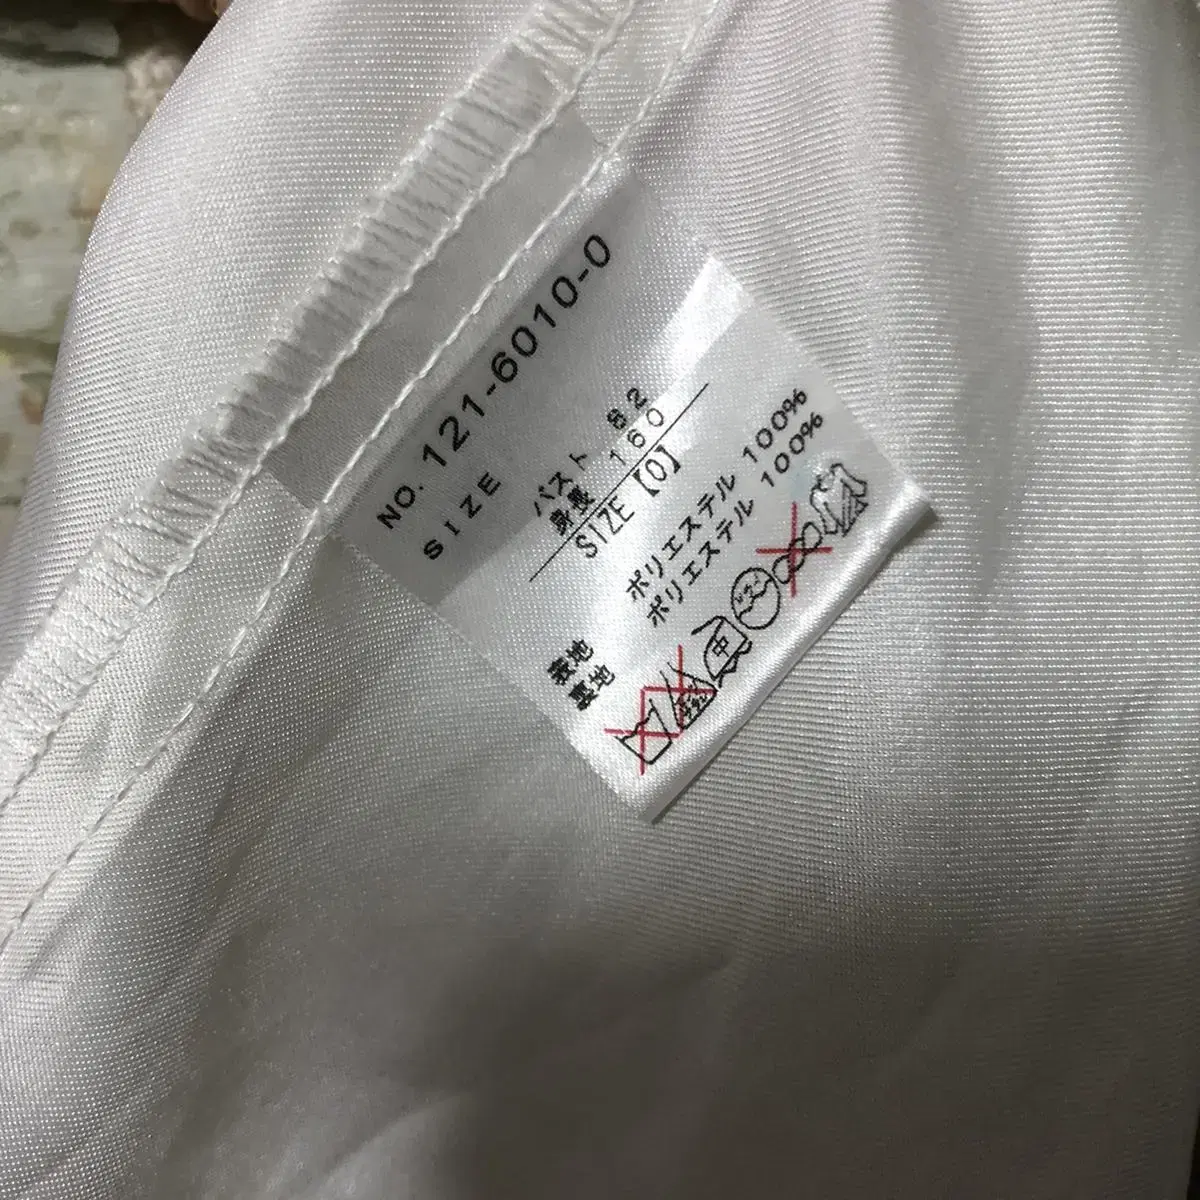 NO. 121-6010-0
SIZE
バスト 82
身長 160
SIZE【0】
表地 ポリエステル 100%
裏地 ポリエステル 100%
中